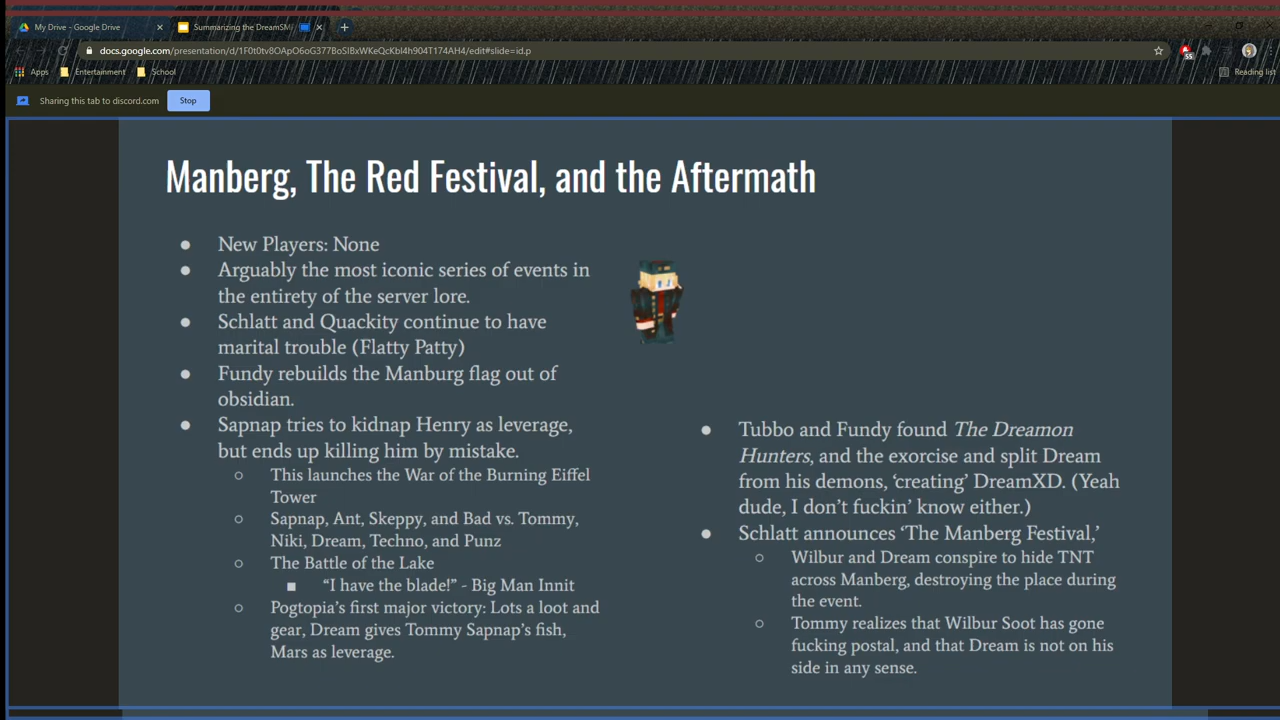 My Drive - Google Drive
Summarizing the DreamSM
docs.google.com/presentation/d/1F0t0tv8OApO6oG377BoSIBxWKeQcKbl4h904T174AH4/edit#slide=id.p
55
Apps
Entertainment
School
Reading list
Sharing this tab to discord.com
Stop
Manberg, The Red Festival, and the Aftermath
● New Players: None
● Arguably the most iconic series of events in
the entirety of the server lore.
● Schlatt and Quackity continue to have
marital trouble (Flatty Patty)
● Fundy rebuilds the Manburg flag out of
obsidian.
● Sapnap tries to kidnap Henry as leverage,
but ends up killing him by mistake.
○ This launches the War of the Burning Eiffel
Tower
○ Sapnap, Ant, Skeppy, and Bad vs. Tommy,
Niki, Dream, Techno, and Punz
○ The Battle of the Lake
■ “I have the blade!” - Big Man Innit
○ Pogtopia’s first major victory: Lots a loot and
gear, Dream gives Tommy Sapnap’s fish,
Mars as leverage.
● Tubbo and Fundy found The Dreamon
Hunters, and the exorcise and split Dream
from his demons, ‘creating’ DreamXD. (Yeah
dude, I don’t fuckin’ know either.)
● Schlatt announces ‘The Manberg Festival,’
○ Wilbur and Dream conspire to hide TNT
across Manberg, destroying the place during
the event.
○ Tommy realizes that Wilbur Soot has gone
fucking postal, and that Dream is not on his
side in any sense.